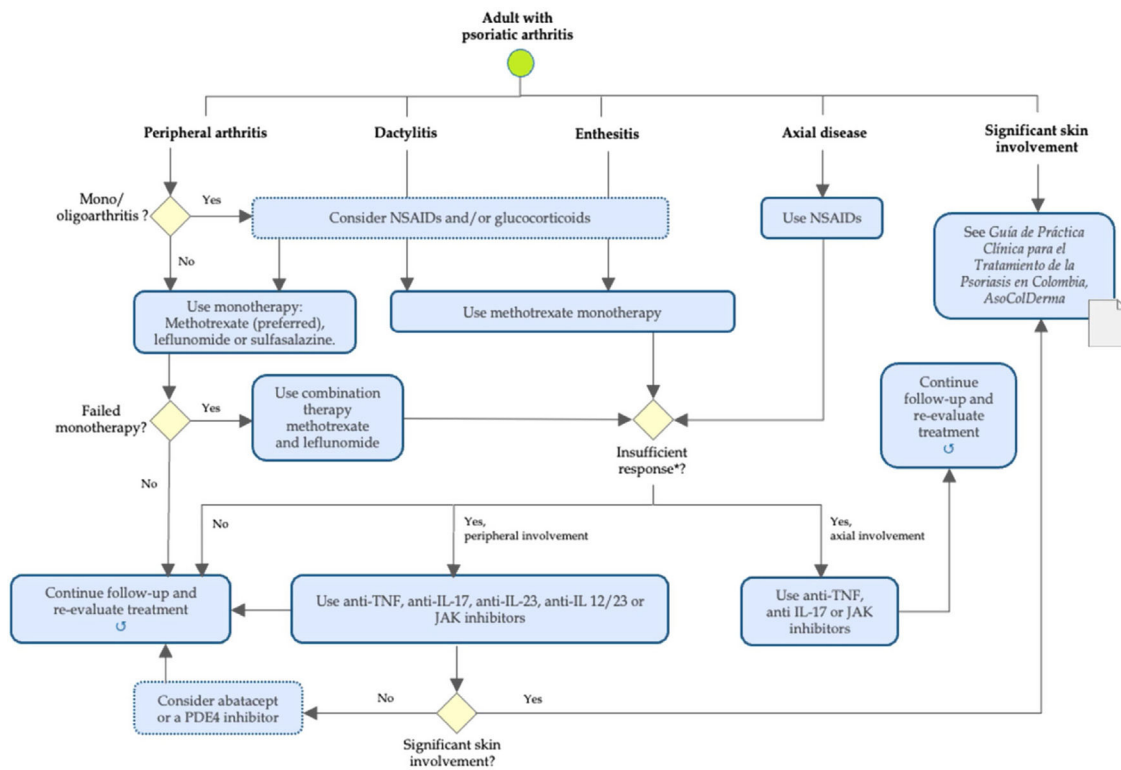 Adult with
psoriatic arthritis
Peripheral arthritis
Dactylitis
Enthesitis
Axial disease
Significant skin
involvement
Mono/
oligoarthritis ?
Yes
Consider NSAIDs and/or glucocorticoids
Use NSAIDs
See Guía de Práctica
Clínica para el
Tratamiento de la
Psoriasis en Colombia,
AsoColDerma
No
Use monotherapy:
Methotrexate (preferred),
leflunomide or sulfasalazine.
Use methotrexate monotherapy
Failed
monotherapy?
Yes
Use combination
therapy
methotrexate
and leflunomide
Continue
follow-up and
re-evaluate
treatment
↺
Insufficient
response*?
No
No
Yes,
peripheral involvement
Yes,
axial involvement
Continue follow-up and
re-evaluate treatment
↺
Use anti-TNF, anti-IL-17, anti-IL-23, anti-IL 12/23 or
JAK inhibitors
Use anti-TNF,
anti IL-17 or JAK
inhibitors
Consider abatacept
or a PDE4 inhibitor
No
Yes
Significant skin
involvement?